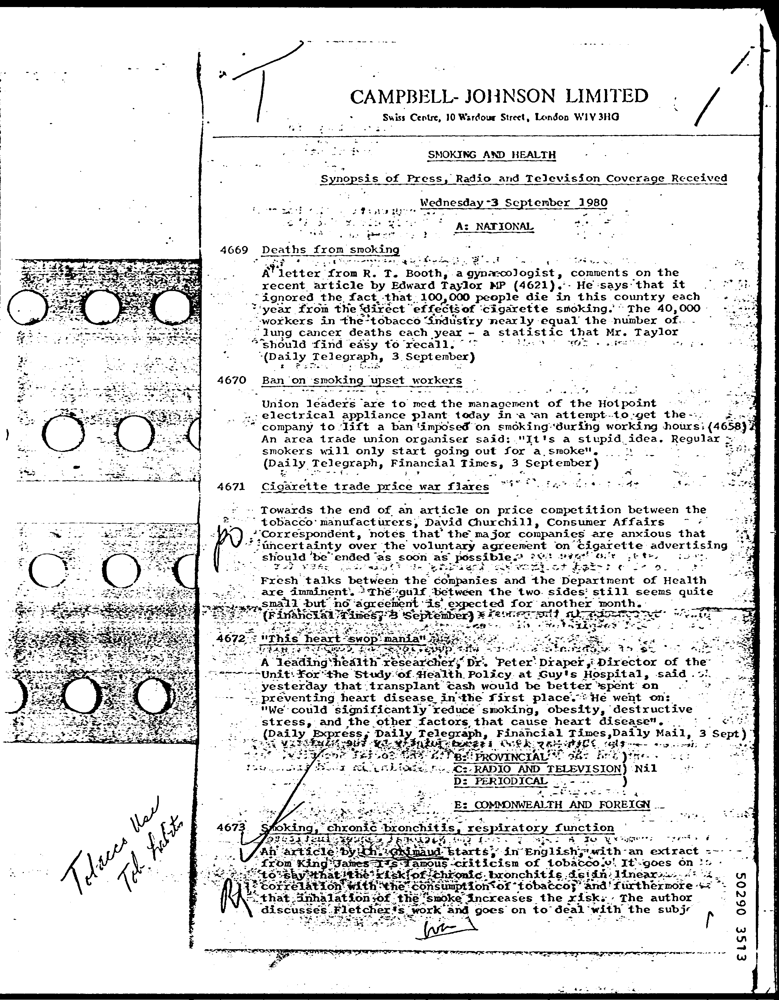 CAMPBELL-JOHNSON LIMITED
Swiss Centre, 10 Wardour Street, London W1V 3HG
SMOKING AND HEALTH
Synopsis of Press, Radio and Television Coverage Received
Wednesday 3 September 1980
A: NATIONAL
4669 Deaths from smoking
A letter from R. T. Booth, a gynaecologist, comments on the
recent article by Edward Taylor MP (4621). He says that it
ignored the fact that 100,000 people die in this country each
year from the direct effects of cigarette smoking. The 40,000
workers in the tobacco industry nearly equal the number of
lung cancer deaths each year - a statistic that Mr. Taylor
should find easy to recall.
(Daily Telegraph, 3 September)
4670 Ban on smoking upset workers
Union leaders are to med the management of the Hotpoint
electrical appliance plant today in a an attempt to get the
company to lift a ban imposed on smoking during working hours. (4658)
An area trade union organiser said: "It's a stupid idea. Regular
smokers will only start going out for a smoke".
(Daily Telegraph, Financial Times, 3 September)
4671 Cigarette trade price war flares
Towards the end of an article on price competition between the
tobacco manufacturers, David Churchill, Consumer Affairs
Correspondent, notes that the major companies are anxious that
uncertainty over the voluntary agreement on cigarette advertising
should be ended as soon as possible.
Fresh talks between the companies and the Department of Health
are imminent. The gulf between the two sides still seems quite
small but no agreement is expected for another month.
(Financial Times, 3 September)
4672 "This heart swop mania"
A leading health researcher, Dr. Peter Draper, Director of the
Unit for the Study of Health Policy at Guy's Hospital, said
yesterday that transplant cash would be better spent on
preventing heart disease in the first place. He went on:
"We could significantly reduce smoking, obesity, destructive
stress, and the other factors that cause heart disease".
(Daily Express, Daily Telegraph, Financial Times, Daily Mail, 3 Sept)
B: PROVINCIAL )
C: RADIO AND TELEVISION) Nil
D: PERIODICAL )
E: COMMONWEALTH AND FOREIGN
4673 Smoking, chronic bronchitis, respiratory function
An article by Ch. Grimaud starts, in English, with an extract
from King James I's famous criticism of tobacco. It goes on
to say that the risk of chronic bronchitis is in linear
correlation with the consumption of tobacco, and furthermore
that inhalation of the smoke increases the risk. The author
discusses Fletcher's work and goes on to deal with the subje
Tobacco Use
Tob. Habits
50290 3513